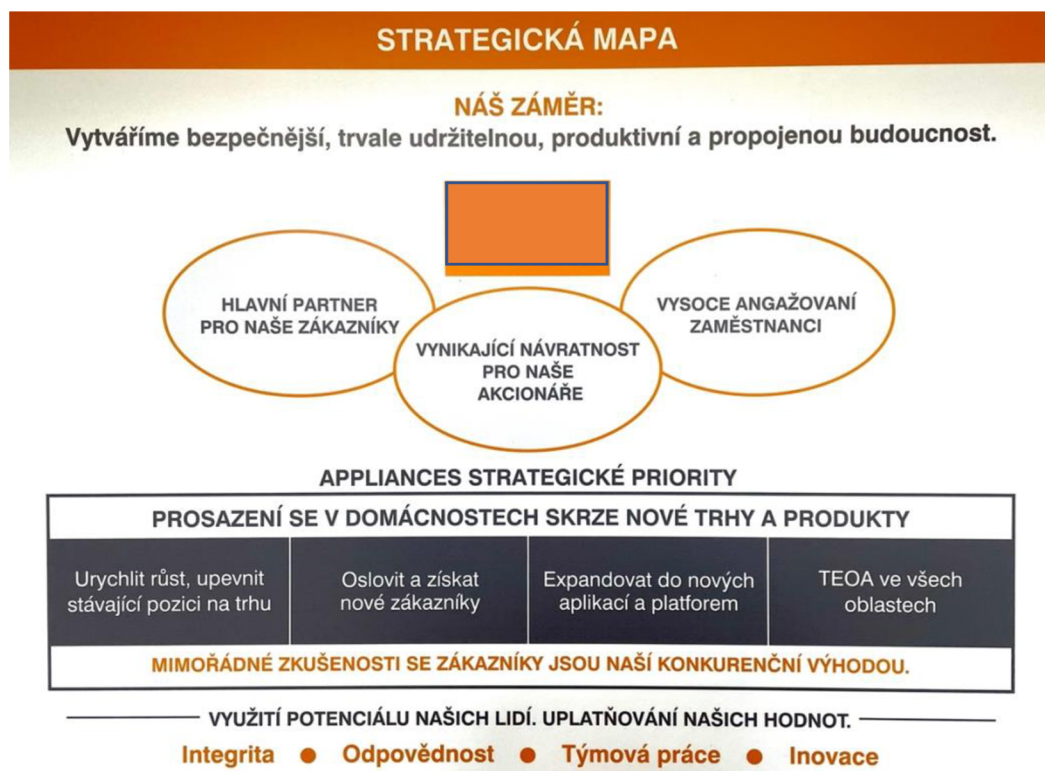 STRATEGICKÁ MAPA
NÁŠ ZÁMĚR:
Vytváříme bezpečnější, trvale udržitelnou, produktivní a propojenou budoucnost.
HLAVNÍ PARTNER
PRO NAŠE ZÁKAZNÍKY
VYNIKAJÍCÍ NÁVRATNOST
PRO NAŠE
AKCIONÁŘE
VYSOCE ANGAŽOVANÍ
ZAMĚSTNANCI
APPLIANCES STRATEGICKÉ PRIORITY
PROSAZENÍ SE V DOMÁCNOSTECH SKRZE NOVÉ TRHY A PRODUKTY
Urychlit růst, upevnit
stávající pozici na trhu
Oslovit a získat
nové zákazníky
Expandovat do nových
aplikací a platforem
TEOA ve všech
oblastech
MIMOŘÁDNÉ ZKUŠENOSTI SE ZÁKAZNÍKY JSOU NAŠÍ KONKURENČNÍ VÝHODOU.
VYUŽITÍ POTENCIÁLU NAŠICH LIDÍ. UPLATŇOVÁNÍ NAŠICH HODNOT.
Integrita ● Odpovědnost ● Týmová práce ● Inovace